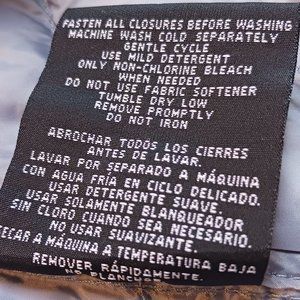 FASTEN ALL CLOSURES BEFORE WASHING
MACHINE WASH COLD SEPARATELY
GENTLE CYCLE
USE MILD DETERGENT
ONLY NON-CHLORINE BLEACH
WHEN NEEDED
DO NOT USE FABRIC SOFTENER
TUMBLE DRY LOW
REMOVE PROMPTLY
DO NOT IRON
ABROCHAR TODOS LOS CIERRES
ANTES DE LAVAR.
LAVAR POR SEPARADO A MÁQUINA
CON AGUA FRÍA EN CICLO DELICADO.
USAR DETERGENTE SUAVE
USAR SOLAMENTE BLANQUEADOR
SIN CLORO CUANDO SEA NECESARIO.
NO USAR SUAVIZANTE.
ECAR A MÁQUINA A TEMPERATURA BAJA
REMOVER RÁPIDAMENTE.